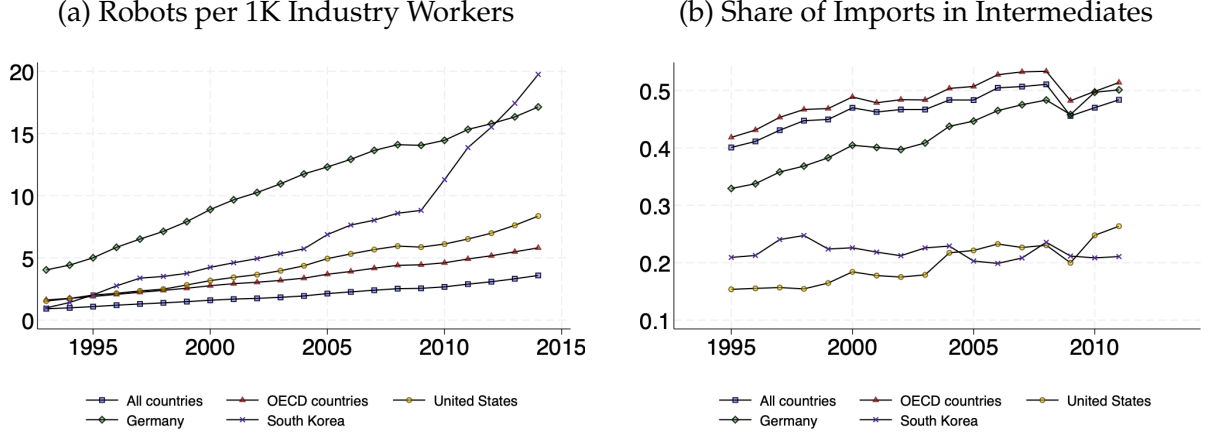 (a) Robots per 1K Industry Workers
20
15
10
5
0
1995 2000 2005 2010 2015
All countries OECD countries United States
Germany South Korea
(b) Share of Imports in Intermediates
0.5
0.4
0.3
0.2
0.1
1995 2000 2005 2010
All countries OECD countries United States
Germany South Korea